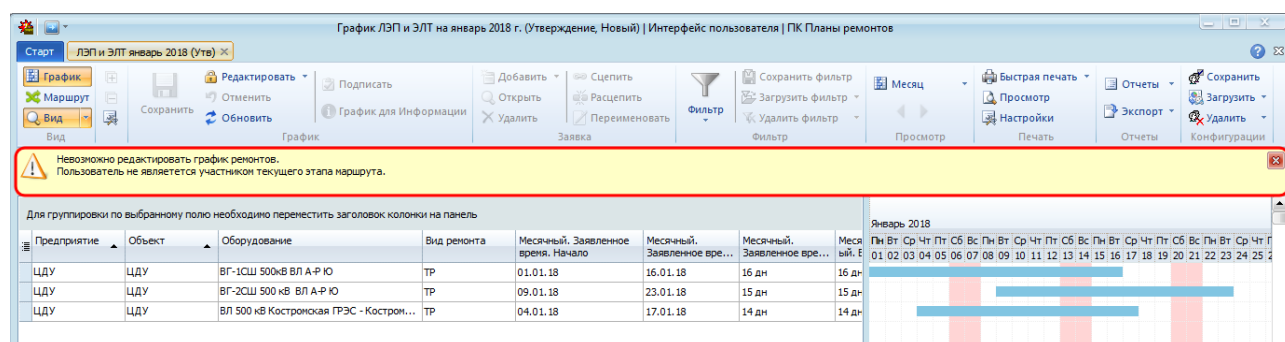 График ЛЭП и ЭЛТ на январь 2018 г. (Утверждение, Новый) | Интерфейс пользователя | ПК Планы ремонтов
Старт ЛЭП и ЭЛТ январь 2018 (Утв)
График Редактировать Подписать Добавить Сцепить Сохранить фильтр Месяц Быстрая печать Отчеты Сохранить
Маршрут Сохранить Отменить Открыть Расцепить Фильтр Загрузить фильтр Просмотр Загрузить
Вид Обновить График для Информации Удалить Переименовать Удалить фильтр Настройки Экспорт Удалить
Вид График Заявка Фильтр Просмотр Печать Отчеты Конфигурации
Невозможно редактировать график ремонтов.
Пользователь не являетется участником текущего этапа маршрута.
Для группировки по выбранному полю необходимо переместить заголовок колонки на панель
Январь 2018
Предприятие Объект Оборудование Вид ремонта Месячный. Заявленное время. Начало Месячный. Заявленное вре... Месячный. Заявленное вре... Меся ый. Е
Пн Вт Ср Чт Пт Сб Вс Пн Вт Ср Чт Пт Сб Вс Пн Вт Ср Чт Пт Сб Вс Пн Вт Ср Чт
01 02 03 04 05 06 07 08 09 10 11 12 13 14 15 16 17 18 19 20 21 22 23 24 25
ЦДУ ЦДУ ВГ-1СШ 500кВ ВЛ А-Р Ю ТР 01.01.18 16.01.18 16 дн 16 дн
ЦДУ ЦДУ ВГ-2СШ 500 кВ ВЛ А-Р Ю ТР 09.01.18 23.01.18 15 дн 15 дн
ЦДУ ЦДУ ВЛ 500 кВ Костромская ГРЭС - Костром... ТР 04.01.18 17.01.18 14 дн 14 дн